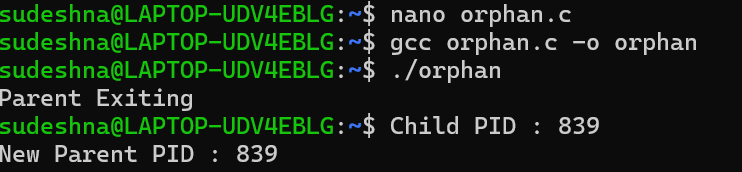 sudeshna@LAPTOP-UDV4EBLG:~$ nano orphan.c
sudeshna@LAPTOP-UDV4EBLG:~$ gcc orphan.c -o orphan
sudeshna@LAPTOP-UDV4EBLG:~$ ./orphan
Parent Exiting
sudeshna@LAPTOP-UDV4EBLG:~$ Child PID : 839
New Parent PID : 839